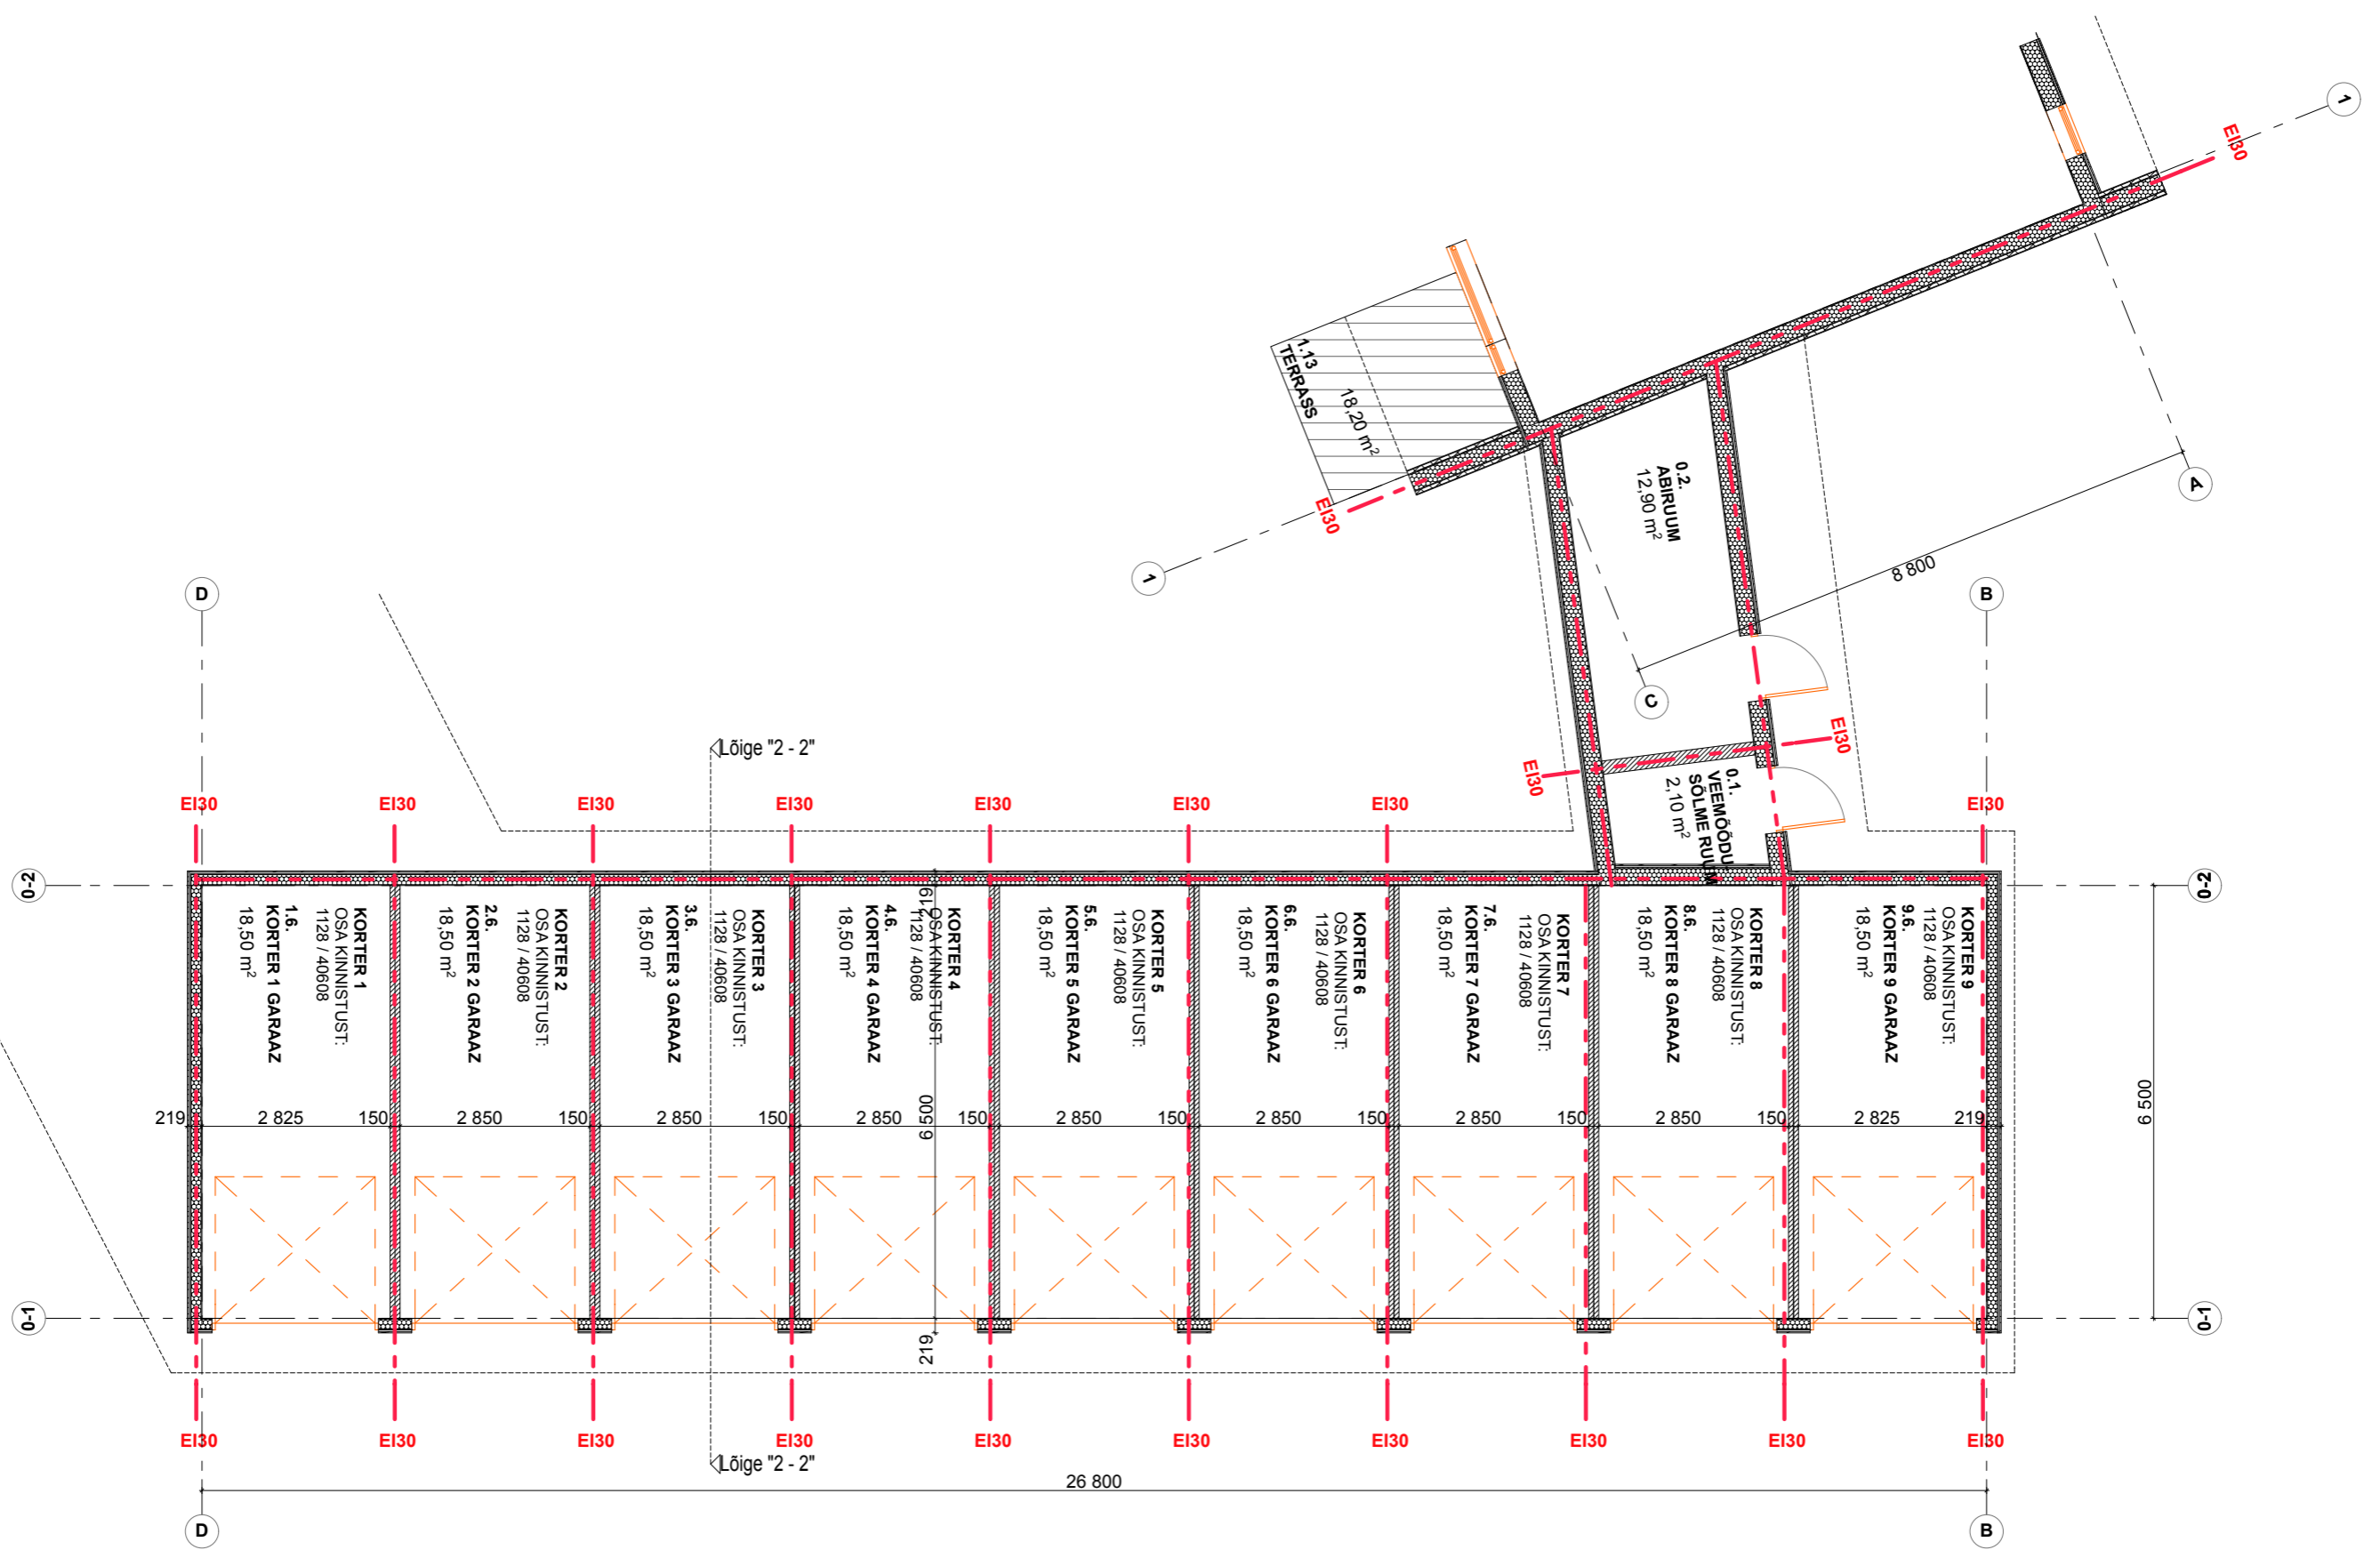 1
EI30
1.13
TERRASS
18,20 m²
EI30
1
0.2.
ABIRUUM
12,90 m²
A
8 800
C
D
B
Lõige "2 - 2"
EI30
EI30
0.1.
VEEMÕÕDU
SÕLME RUUM
2,10 m²
EI30
EI30
EI30
EI30
EI30
EI30
EI30
EI30
0-2
0-2
KORTER 1
OSA KINNISTUST:
1128 / 40608
1.6.
KORTER 1 GARAAZ
18,50 m²
KORTER 2
OSA KINNISTUST:
1128 / 40608
2.6.
KORTER 2 GARAAZ
18,50 m²
KORTER 3
OSA KINNISTUST:
1128 / 40608
3.6.
KORTER 3 GARAAZ
18,50 m²
219
KORTER 4
OSA KINNISTUST:
1128 / 40608
4.6.
KORTER 4 GARAAZ
18,50 m²
KORTER 5
OSA KINNISTUST:
1128 / 40608
5.6.
KORTER 5 GARAAZ
18,50 m²
KORTER 6
OSA KINNISTUST:
1128 / 40608
6.6.
KORTER 6 GARAAZ
18,50 m²
KORTER 7
OSA KINNISTUST:
1128 / 40608
7.6.
KORTER 7 GARAAZ
18,50 m²
KORTER 8
OSA KINNISTUST:
1128 / 40608
8.6.
KORTER 8 GARAAZ
18,50 m²
KORTER 9
OSA KINNISTUST:
1128 / 40608
9.6.
KORTER 9 GARAAZ
18,50 m²
219 2 825 150 2 850 150 2 850 150 2 850 150 2 850 150 2 850 150 2 850 150 2 850 150 2 825 219
6 500
6 500
0-1
0-1
219
EI30
EI30
EI30
EI30
EI30
EI30
EI30
EI30
EI30
EI30
Lõige "2 - 2"
26 800
D
B